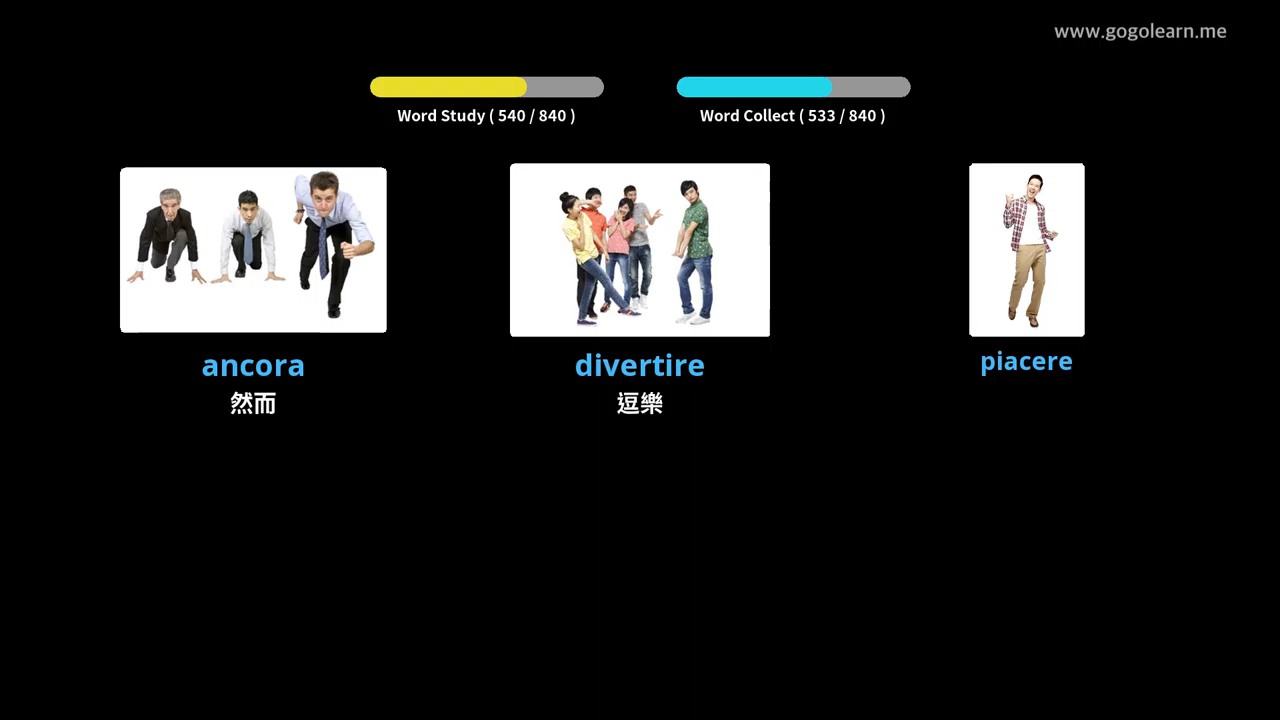 www.gogolearn.me
Word Study ( 540 / 840 )
Word Collect ( 533 / 840 )
ancora
然而
divertire
逗樂
piacere